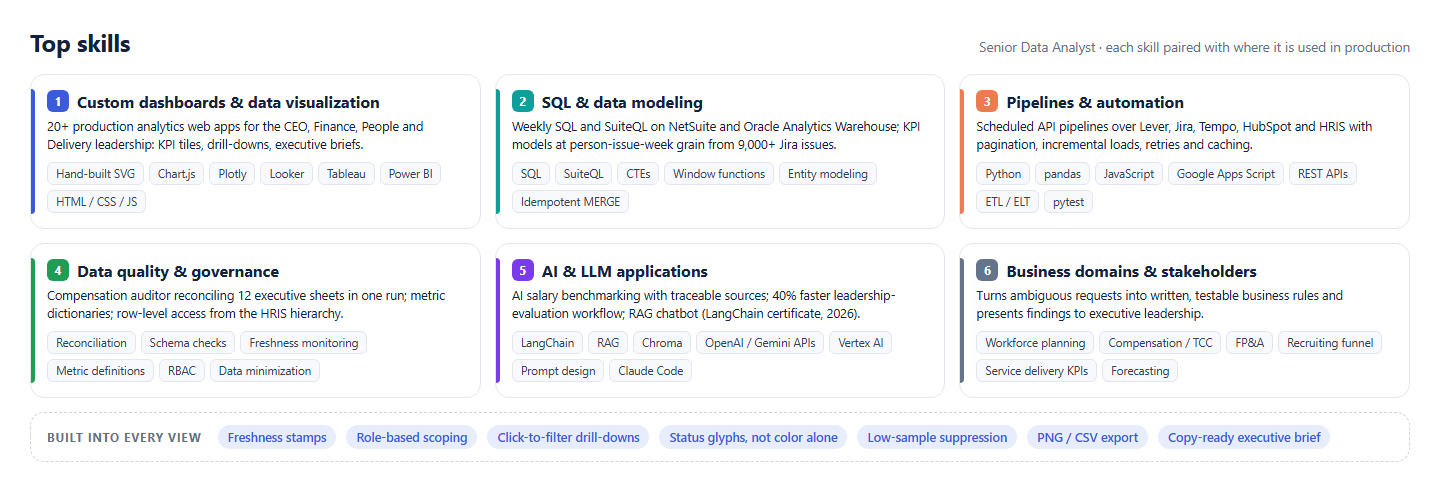 Top skills
Senior Data Analyst · each skill paired with where it is used in production
1 Custom dashboards & data visualization
20+ production analytics web apps for the CEO, Finance, People and
Delivery leadership: KPI tiles, drill-downs, executive briefs.
Hand-built SVG Chart.js Plotly Looker Tableau Power BI
HTML / CSS / JS
2 SQL & data modeling
Weekly SQL and SuiteQL on NetSuite and Oracle Analytics Warehouse; KPI
models at person-issue-week grain from 9,000+ Jira issues.
SQL SuiteQL CTEs Window functions Entity modeling
Idempotent MERGE
3 Pipelines & automation
Scheduled API pipelines over Lever, Jira, Tempo, HubSpot and HRIS with
pagination, incremental loads, retries and caching.
Python pandas JavaScript Google Apps Script REST APIs
ETL / ELT pytest
4 Data quality & governance
Compensation auditor reconciling 12 executive sheets in one run; metric
dictionaries; row-level access from the HRIS hierarchy.
Reconciliation Schema checks Freshness monitoring
Metric definitions RBAC Data minimization
5 AI & LLM applications
AI salary benchmarking with traceable sources; 40% faster leadership-
evaluation workflow; RAG chatbot (LangChain certificate, 2026).
LangChain RAG Chroma OpenAI / Gemini APIs Vertex AI
Prompt design Claude Code
6 Business domains & stakeholders
Turns ambiguous requests into written, testable business rules and
presents findings to executive leadership.
Workforce planning Compensation / TCC FP&A Recruiting funnel
Service delivery KPIs Forecasting
BUILT INTO EVERY VIEW Freshness stamps Role-based scoping Click-to-filter drill-downs Status glyphs, not color alone Low-sample suppression PNG / CSV export Copy-ready executive brief